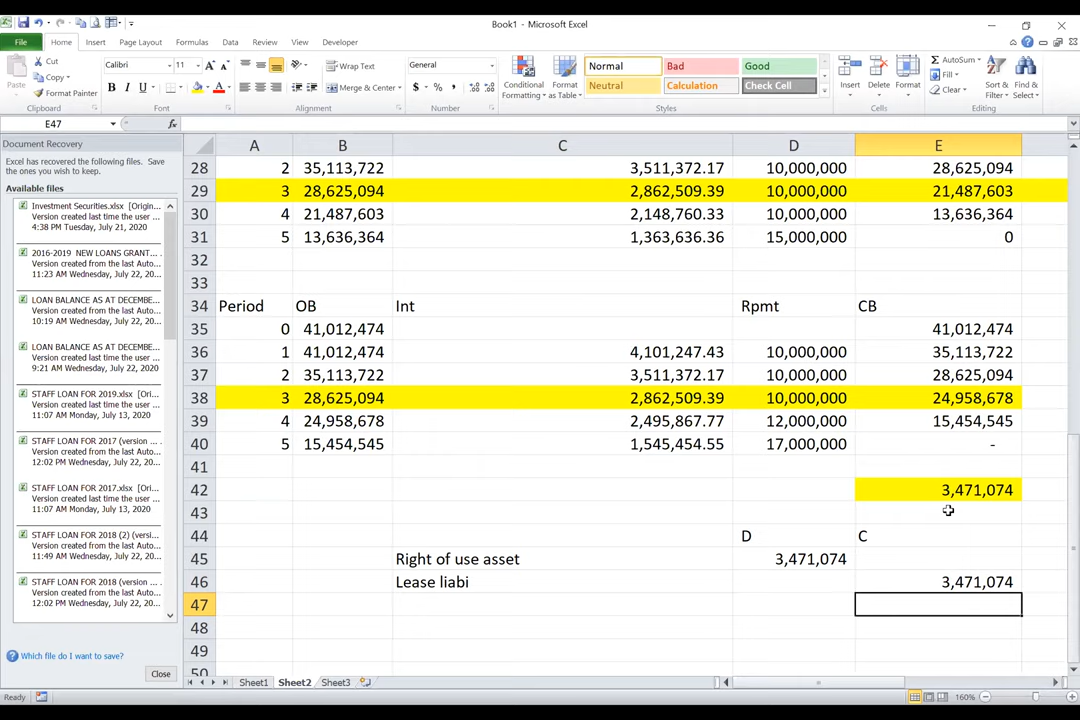 Book1 - Microsoft Excel
File Home Insert Page Layout Formulas Data Review View Developer
Cut
Copy
Format Painter
Paste
Clipboard
Calibri 11
B I U
Font
Wrap Text
Merge & Center
Alignment
General
$ % ,
Number
Conditional Formatting
Format as Table
Normal Bad Good
Neutral Calculation Check Cell
Styles
Insert Delete Format
Cells
AutoSum
Fill
Clear
Sort & Filter
Find & Select
Editing
E47 fx
Document Recovery
Excel has recovered the following files. Save the ones you wish to keep.
Available files
Investment Securities.xlsx [Origin...
Version created last time the user ...
4:38 PM Tuesday, July 21, 2020
2016-2019 NEW LOANS GRANT...
Version created from the last Auto...
11:23 AM Wednesday, July 22, 20...
LOAN BALANCE AS AT DECEMBE...
Version created from the last Auto...
10:19 AM Wednesday, July 22, 20...
LOAN BALANCE AS AT DECEMBE...
Version created from the last Auto...
9:21 AM Wednesday, July 22, 20...
STAFF LOAN FOR 2019.xlsx [Ori...
Version created from the last Auto...
11:07 AM Monday, July 13, 2020
STAFF LOAN FOR 2017 (version ...
Version created from the last Auto...
12:02 PM Wednesday, July 22, 20...
STAFF LOAN FOR 2017.xlsx [Ori...
Version created from the last Auto...
11:07 AM Monday, July 13, 2020
STAFF LOAN FOR 2018 (2) (versi...
Version created from the last Auto...
11:49 AM Wednesday, July 22, 20...
STAFF LOAN FOR 2018 (version ...
Version created from the last Auto...
12:02 PM Wednesday, July 22, 20...
Which file do I want to save?
Close
A B C D E
28 2 35,113,722 3,511,372.17 10,000,000 28,625,094
29 3 28,625,094 2,862,509.39 10,000,000 21,487,603
30 4 21,487,603 2,148,760.33 10,000,000 13,636,364
31 5 13,636,364 1,363,636.36 15,000,000 0
32
33
34 Period OB Int Rpmt CB
35 0 41,012,474 41,012,474
36 1 41,012,474 4,101,247.43 10,000,000 35,113,722
37 2 35,113,722 3,511,372.17 10,000,000 28,625,094
38 3 28,625,094 2,862,509.39 10,000,000 24,958,678
39 4 24,958,678 2,495,867.77 12,000,000 15,454,545
40 5 15,454,545 1,545,454.55 17,000,000 -
41
42 3,471,074
43
44 D C
45 Right of use asset 3,471,074
46 Lease liabi 3,471,074
47
48
49
50
Sheet1 Sheet2 Sheet3
Ready 160%